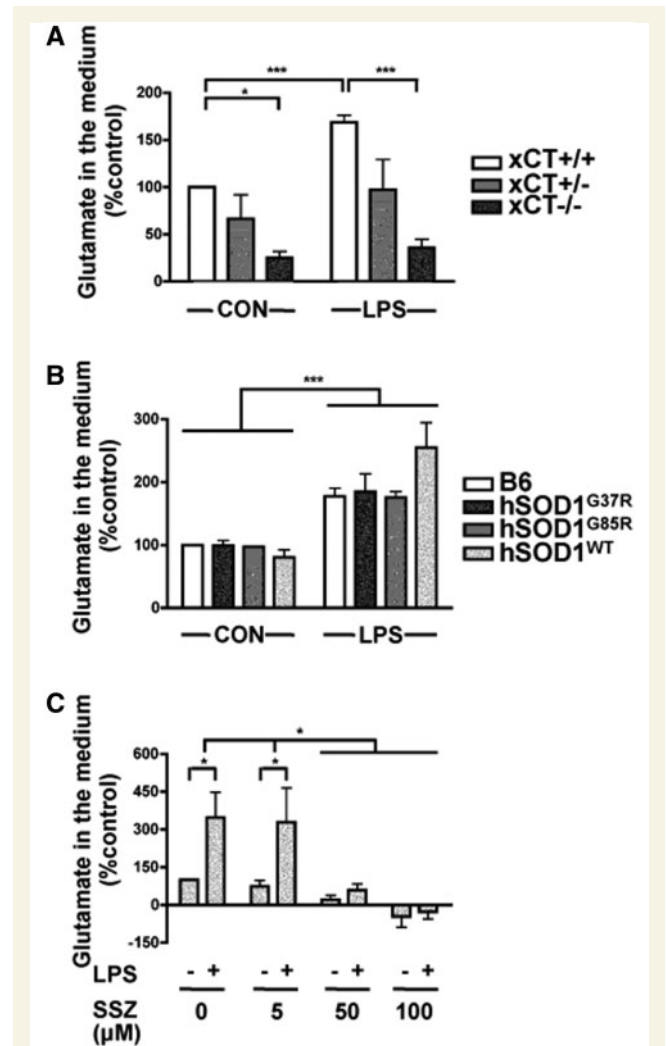 A
Glutamate in the medium
(%control)
200
150
100
50
0
***
*
***
xCT+/+
xCT+/-
xCT-/-
CON
LPS
B
Glutamate in the medium
(%control)
300
200
100
0
***
B6
hSOD1G37R
hSOD1G85R
hSOD1WT
CON
LPS
C
Glutamate in the medium
(%control)
600
450
300
150
0
-150
*
*
*
LPS - + - + - + - +
SSZ 0 5 50 100
(µM)